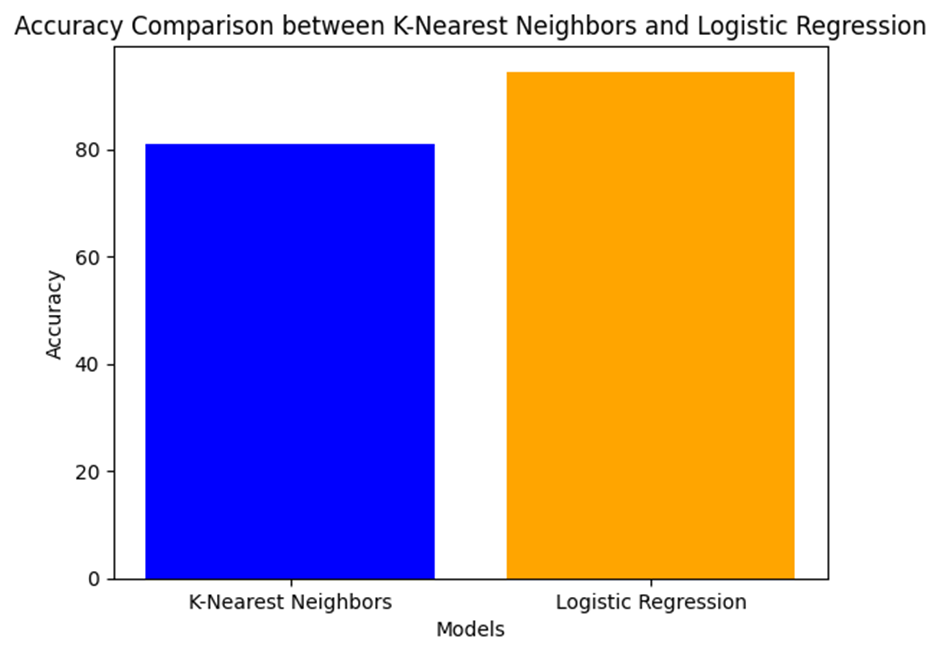 Accuracy Comparison between K-Nearest Neighbors and Logistic Regression
80
60
40
20
0
Accuracy
K-Nearest Neighbors
Logistic Regression
Models